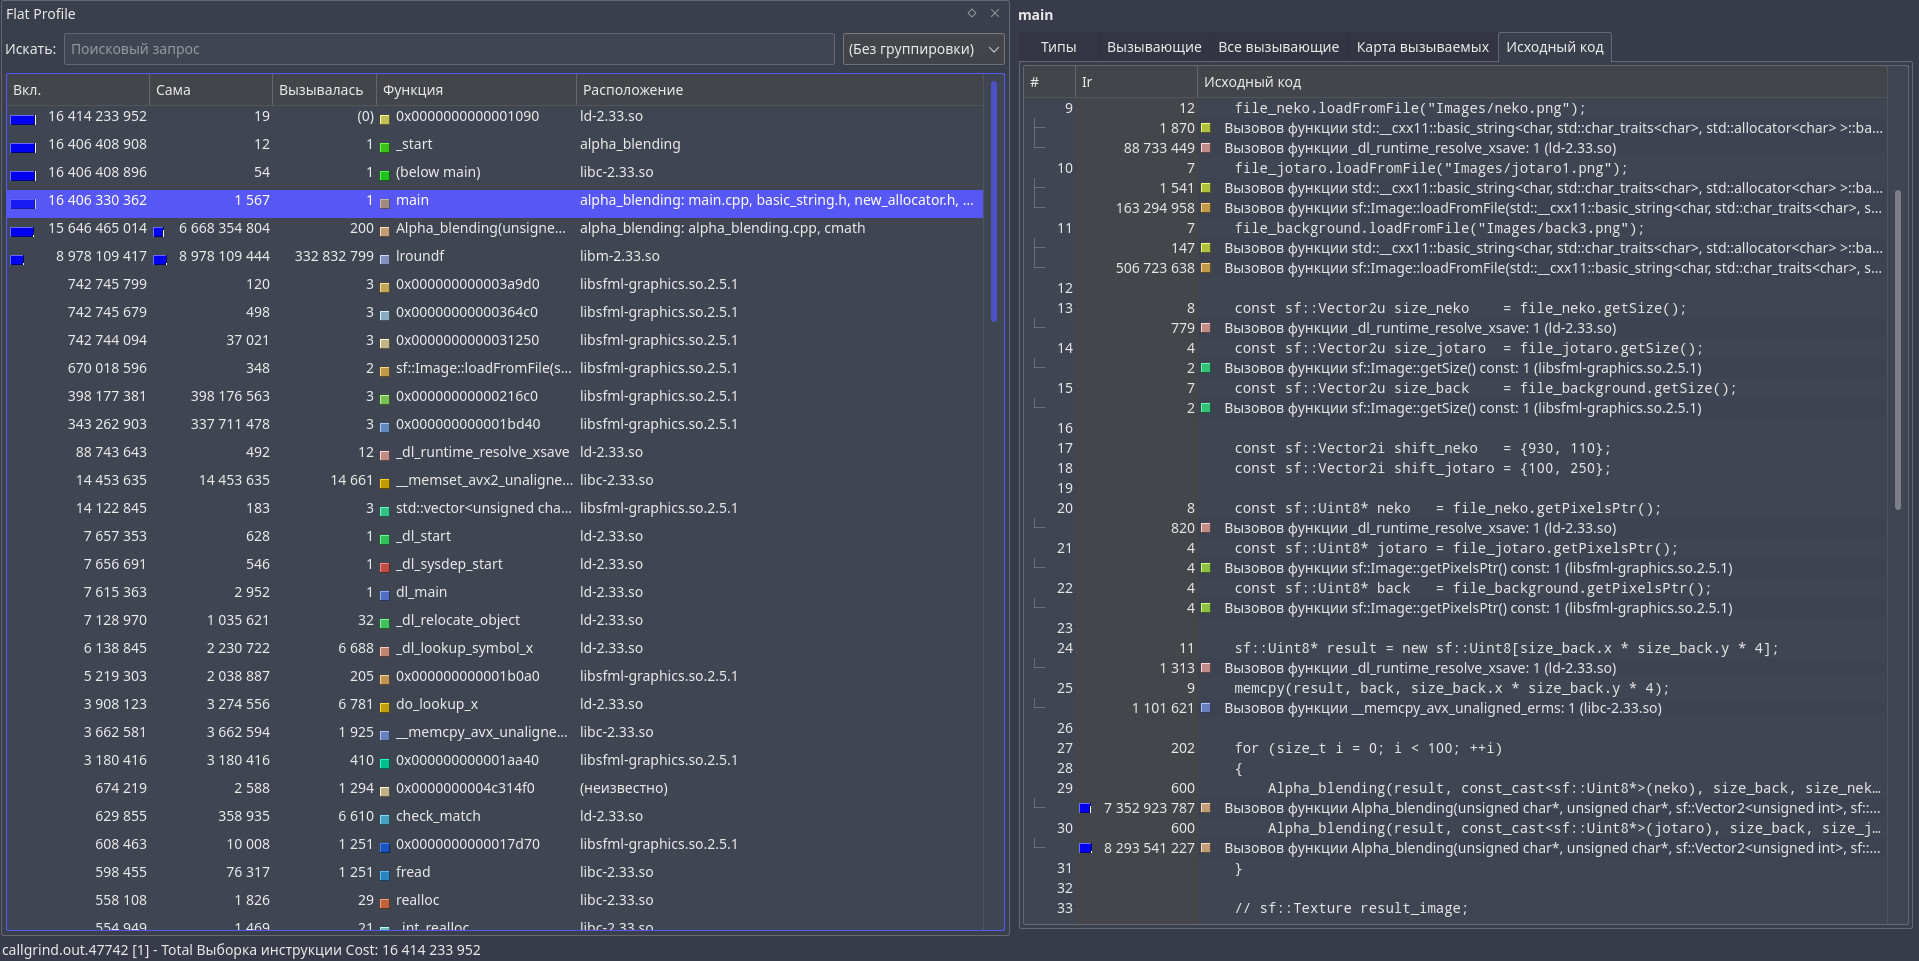 Flat Profile
Искать: Поисковый запрос (Без группировки)
Вкл. Сама Вызывалась Функция Расположение
16 414 233 952 19 (0) 0x0000000000001090 ld-2.33.so
16 406 408 908 12 1 _start alpha_blending
16 406 408 896 54 1 (below main) libc-2.33.so
16 406 330 362 1 567 1 main alpha_blending: main.cpp, basic_string.h, new_allocator.h, ...
15 646 465 014 6 668 354 804 200 Alpha_blending(unsigne... alpha_blending: alpha_blending.cpp, cmath
8 978 109 417 8 978 109 444 332 832 799 lroundf libm-2.33.so
742 745 799 120 3 0x000000000003a9d0 libsfml-graphics.so.2.5.1
742 745 679 498 3 0x00000000000364c0 libsfml-graphics.so.2.5.1
742 744 094 37 021 3 0x0000000000031250 libsfml-graphics.so.2.5.1
670 018 596 348 2 sf::Image::loadFromFile(s... libsfml-graphics.so.2.5.1
398 177 381 398 176 563 3 0x00000000000216c0 libsfml-graphics.so.2.5.1
343 262 903 337 711 478 3 0x000000000001bd40 libsfml-graphics.so.2.5.1
88 743 643 492 12 _dl_runtime_resolve_xsave ld-2.33.so
14 453 635 14 453 635 14 661 __memset_avx2_unaligne... libc-2.33.so
14 122 845 183 3 std::vector<unsigned cha... libsfml-graphics.so.2.5.1
7 657 353 628 1 _dl_start ld-2.33.so
7 656 691 546 1 _dl_sysdep_start ld-2.33.so
7 615 363 2 952 1 dl_main ld-2.33.so
7 128 970 1 035 621 32 _dl_relocate_object ld-2.33.so
6 138 845 2 230 722 6 688 _dl_lookup_symbol_x ld-2.33.so
5 219 303 2 038 887 205 0x000000000001b0a0 libsfml-graphics.so.2.5.1
3 908 123 3 274 556 6 781 do_lookup_x ld-2.33.so
3 662 581 3 662 594 1 925 __memcpy_avx_unaligne... libc-2.33.so
3 180 416 3 180 416 410 0x000000000001aa40 libsfml-graphics.so.2.5.1
674 219 2 588 1 294 0x0000000004c314f0 (неизвестно)
629 855 358 935 6 610 check_match ld-2.33.so
608 463 10 008 1 251 0x0000000000017d70 libsfml-graphics.so.2.5.1
598 455 76 317 1 251 fread libc-2.33.so
558 108 1 826 29 realloc libc-2.33.so
554 949 1 469 21 _int_realloc libc-2.33.so
callgrind.out.47742 [1] - Total Выборка инструкции Cost: 16 414 233 952
main
Типы Вызывающие Все вызывающие Карта вызываемых Исходный код
# Ir Исходный код
9 12 file_neko.loadFromFile("Images/neko.png");
1 870 Вызовов функции std::__cxx11::basic_string<char, std::char_traits<char>, std::allocator<char> >::ba...
88 733 449 Вызовов функции _dl_runtime_resolve_xsave: 1 (ld-2.33.so)
10 7 file_jotaro.loadFromFile("Images/jotaro1.png");
1 541 Вызовов функции std::__cxx11::basic_string<char, std::char_traits<char>, std::allocator<char> >::ba...
163 294 958 Вызовов функции sf::Image::loadFromFile(std::__cxx11::basic_string<char, std::char_traits<char>, s...
11 7 file_background.loadFromFile("Images/back3.png");
147 Вызовов функции std::__cxx11::basic_string<char, std::char_traits<char>, std::allocator<char> >::ba...
506 723 638 Вызовов функции sf::Image::loadFromFile(std::__cxx11::basic_string<char, std::char_traits<char>, s...
12
13 8 const sf::Vector2u size_neko = file_neko.getSize();
779 Вызовов функции _dl_runtime_resolve_xsave: 1 (ld-2.33.so)
14 4 const sf::Vector2u size_jotaro = file_jotaro.getSize();
2 Вызовов функции sf::Image::getSize() const: 1 (libsfml-graphics.so.2.5.1)
15 7 const sf::Vector2u size_back = file_background.getSize();
2 Вызовов функции sf::Image::getSize() const: 1 (libsfml-graphics.so.2.5.1)
16
17 const sf::Vector2i shift_neko = {930, 110};
18 const sf::Vector2i shift_jotaro = {100, 250};
19
20 8 const sf::Uint8* neko = file_neko.getPixelsPtr();
820 Вызовов функции _dl_runtime_resolve_xsave: 1 (ld-2.33.so)
21 4 const sf::Uint8* jotaro = file_jotaro.getPixelsPtr();
4 Вызовов функции sf::Image::getPixelsPtr() const: 1 (libsfml-graphics.so.2.5.1)
22 4 const sf::Uint8* back = file_background.getPixelsPtr();
4 Вызовов функции sf::Image::getPixelsPtr() const: 1 (libsfml-graphics.so.2.5.1)
23
24 11 sf::Uint8* result = new sf::Uint8[size_back.x * size_back.y * 4];
1 313 Вызовов функции _dl_runtime_resolve_xsave: 1 (ld-2.33.so)
25 9 memcpy(result, back, size_back.x * size_back.y * 4);
1 101 621 Вызовов функции __memcpy_avx_unaligned_erms: 1 (libc-2.33.so)
26
27 202 for (size_t i = 0; i < 100; ++i)
28 {
29 600 Alpha_blending(result, const_cast<sf::Uint8*>(neko), size_back, size_nek...
7 352 923 787 Вызовов функции Alpha_blending(unsigned char*, unsigned char*, sf::Vector2<unsigned int>, sf::...
30 600 Alpha_blending(result, const_cast<sf::Uint8*>(jotaro), size_back, size_j...
8 293 541 227 Вызовов функции Alpha_blending(unsigned char*, unsigned char*, sf::Vector2<unsigned int>, sf::...
31 }
32
33 // sf::Texture result_image;